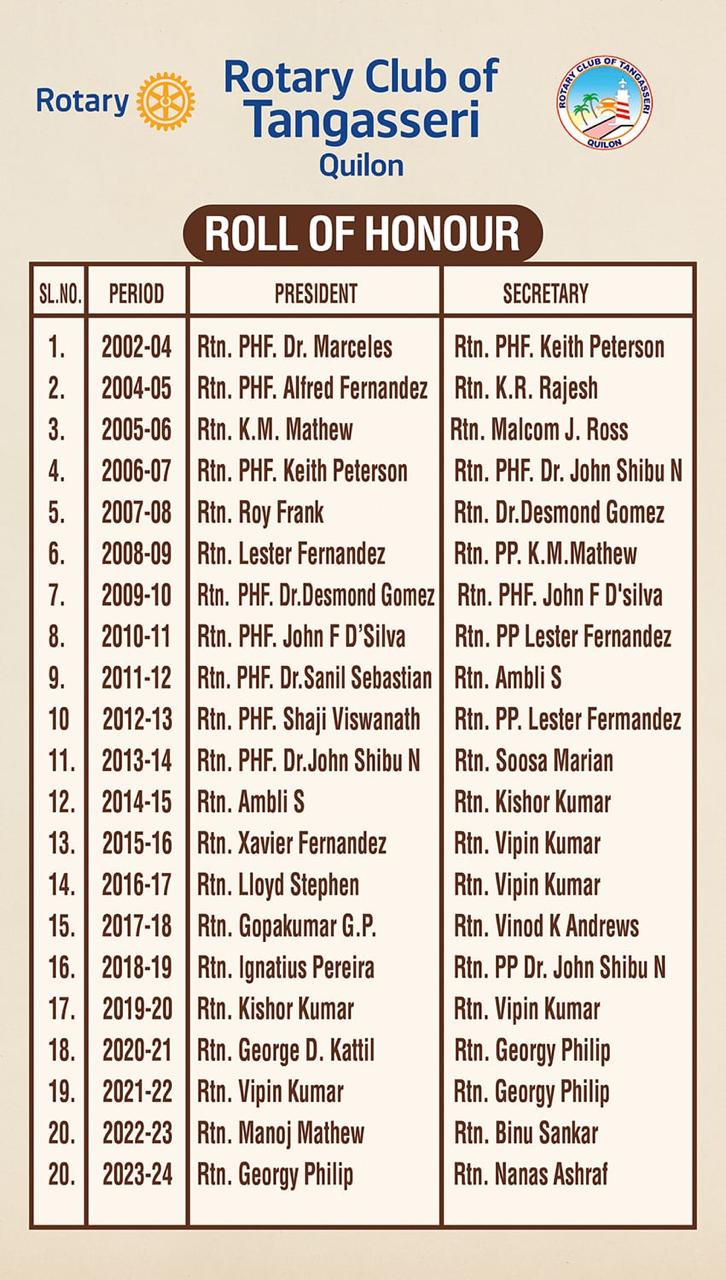 Rotary
Rotary Club of
Tangasseri
Quilon
ROTARY CLUB OF TANGASSERI
QUILON
ROLL OF HONOUR
SL.NO. PERIOD PRESIDENT SECRETARY
1. 2002-04 Rtn. PHF. Dr. Marceles Rtn. PHF. Keith Peterson
2. 2004-05 Rtn. PHF. Alfred Fernandez Rtn. K.R. Rajesh
3. 2005-06 Rtn. K.M. Mathew Rtn. Malcom J. Ross
4. 2006-07 Rtn. PHF. Keith Peterson Rtn. PHF. Dr. John Shibu N
5. 2007-08 Rtn. Roy Frank Rtn. Dr.Desmond Gomez
6. 2008-09 Rtn. Lester Fernandez Rtn. PP. K.M.Mathew
7. 2009-10 Rtn. PHF. Dr.Desmond Gomez Rtn. PHF. John F D'silva
8. 2010-11 Rtn. PHF. John F D’Silva Rtn. PP Lester Fernandez
9. 2011-12 Rtn. PHF. Dr.Sanil Sebastian Rtn. Ambli S
10 2012-13 Rtn. PHF. Shaji Viswanath Rtn. PP. Lester Fermandez
11. 2013-14 Rtn. PHF. Dr.John Shibu N Rtn. Soosa Marian
12. 2014-15 Rtn. Ambli S Rtn. Kishor Kumar
13. 2015-16 Rtn. Xavier Fernandez Rtn. Vipin Kumar
14. 2016-17 Rtn. Lloyd Stephen Rtn. Vipin Kumar
15. 2017-18 Rtn. Gopakumar G.P. Rtn. Vinod K Andrews
16. 2018-19 Rtn. Ignatius Pereira Rtn. PP Dr. John Shibu N
17. 2019-20 Rtn. Kishor Kumar Rtn. Vipin Kumar
18. 2020-21 Rtn. George D. Kattil Rtn. Georgy Philip
19. 2021-22 Rtn. Vipin Kumar Rtn. Georgy Philip
20. 2022-23 Rtn. Manoj Mathew Rtn. Binu Sankar
20. 2023-24 Rtn. Georgy Philip Rtn. Nanas Ashraf